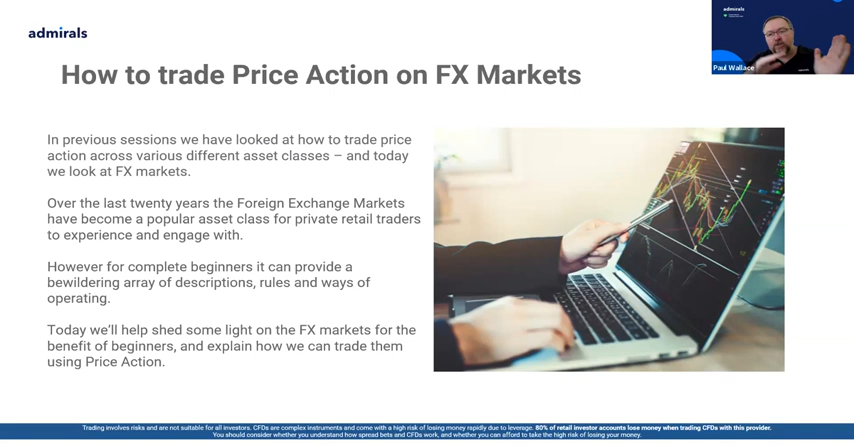 admirals
admirals
Paul Wallace
How to trade Price Action on FX Markets
In previous sessions we have looked at how to trade price
action across various different asset classes – and today
we look at FX markets.
Over the last twenty years the Foreign Exchange Markets
have become a popular asset class for private retail traders
to experience and engage with.
However for complete beginners it can provide a
bewildering array of descriptions, rules and ways of
operating.
Today we'll help shed some light on the FX markets for the
benefit of beginners, and explain how we can trade them
using Price Action.
Trading involves risks and are not suitable for all investors. CFDs are complex instruments and come with a high risk of losing money rapidly due to leverage. 80% of retail investor accounts lose money when trading CFDs with this provider.
You should consider whether you understand how spread bets and CFDs work, and whether you can afford to take the high risk of losing your money.